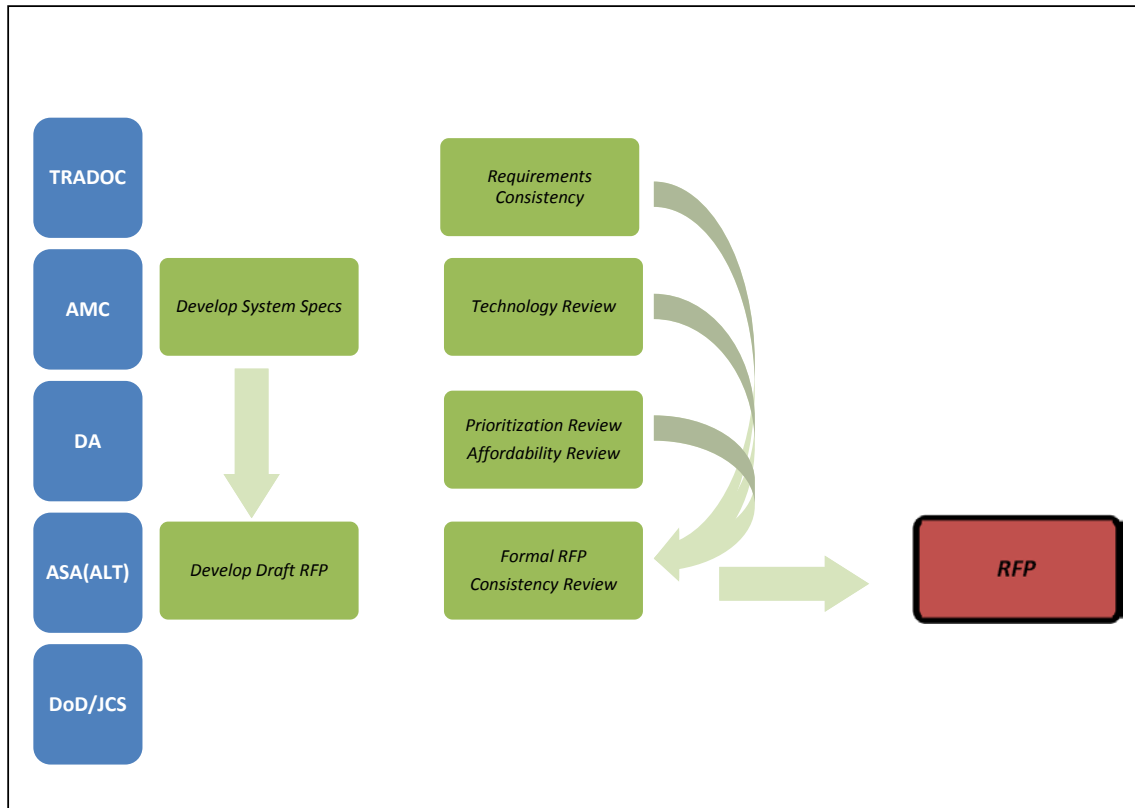 TRADOC
Requirements
Consistency
AMC
Develop System Specs
Technology Review
DA
Prioritization Review
Affordability Review
ASA(ALT)
Develop Draft RFP
Formal RFP
Consistency Review
RFP
DoD/JCS